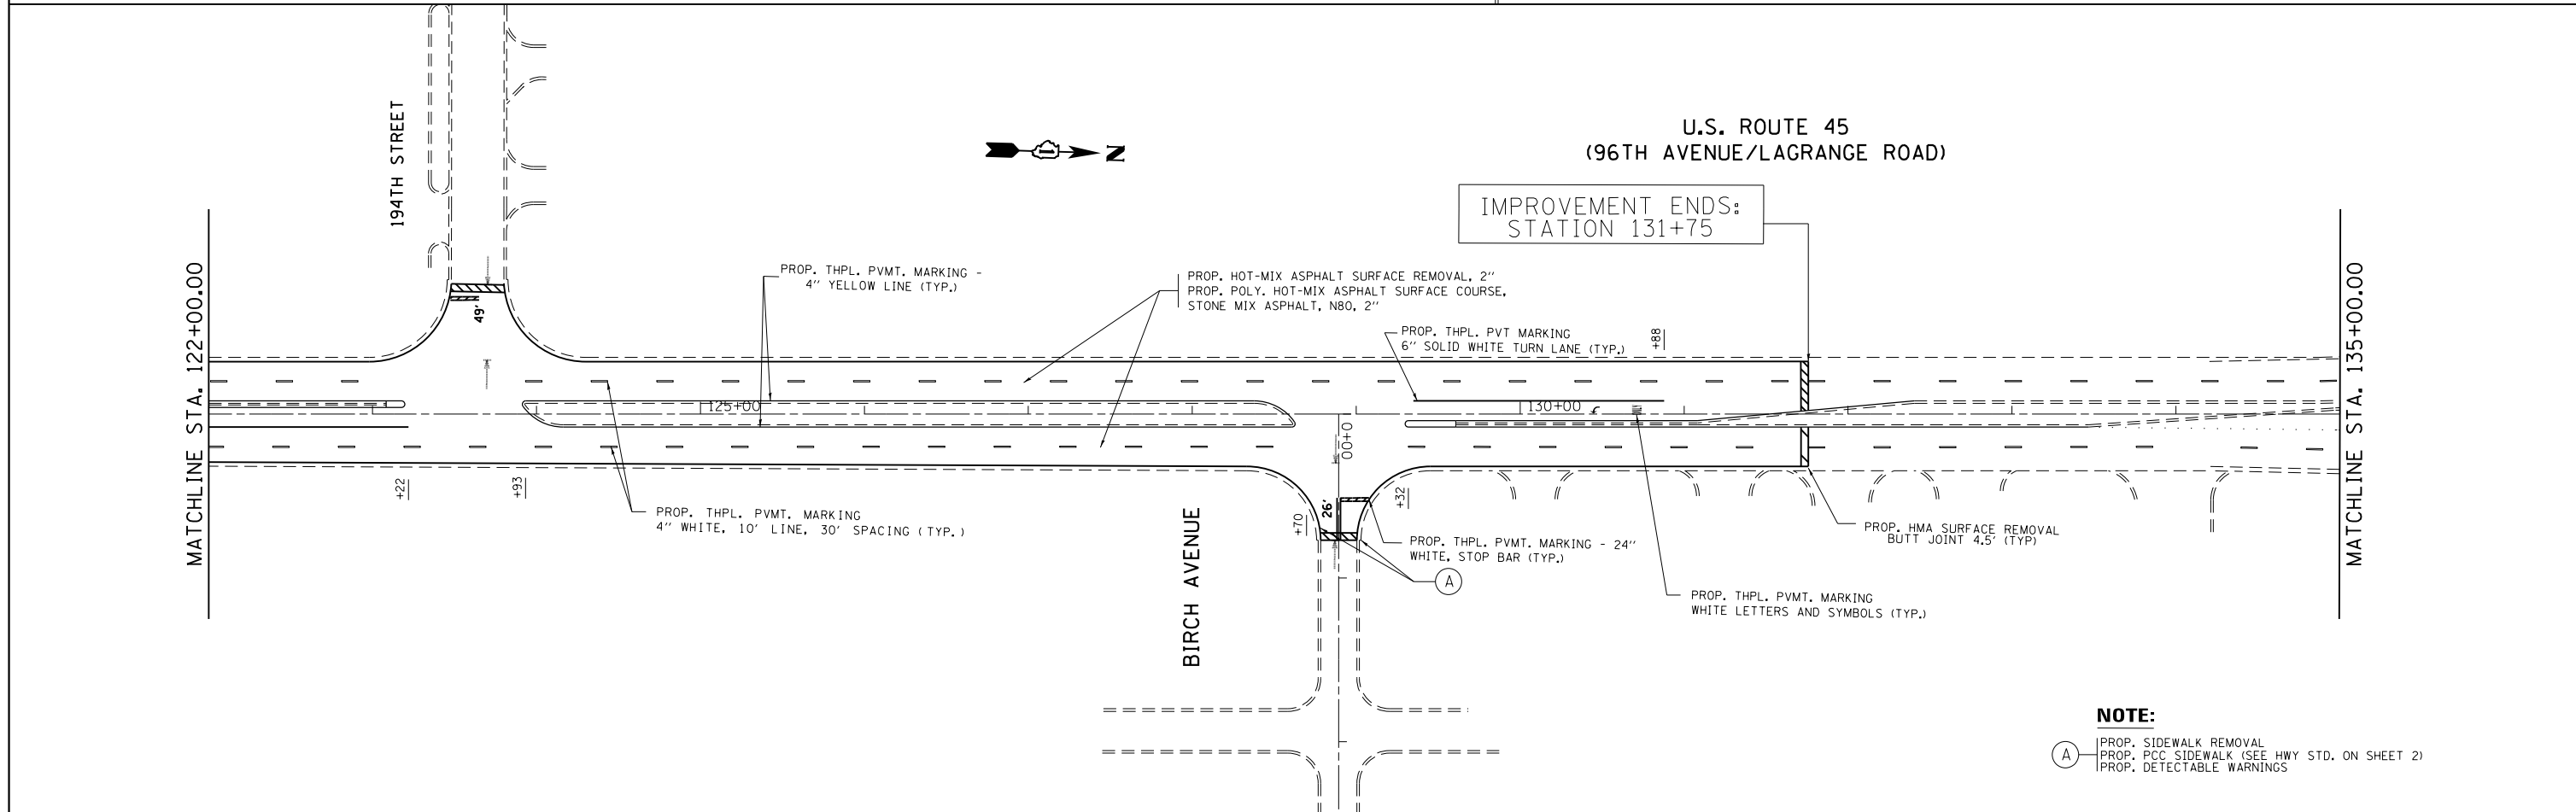 194TH STREET
N
U.S. ROUTE 45
(96TH AVENUE/LAGRANGE ROAD)
IMPROVEMENT ENDS:
STATION 131+75
MATCHLINE STA. 122+00.00
MATCHLINE STA. 135+00.00
49'
PROP. THPL. PVMT. MARKING -
4" YELLOW LINE (TYP.)
PROP. HOT-MIX ASPHALT SURFACE REMOVAL, 2"
PROP. POLY. HOT-MIX ASPHALT SURFACE COURSE,
STONE MIX ASPHALT, N80, 2"
PROP. THPL. PVT MARKING
6" SOLID WHITE TURN LANE (TYP.)
+88
125+00
130+00
0+00
+22
+93
+70
26'
+32
PROP. THPL. PVMT. MARKING
4" WHITE, 10' LINE, 30' SPACING (TYP.)
BIRCH AVENUE
PROP. THPL. PVMT. MARKING - 24"
WHITE, STOP BAR (TYP.)
A
PROP. HMA SURFACE REMOVAL
BUTT JOINT 4.5' (TYP)
PROP. THPL. PVMT. MARKING
WHITE LETTERS AND SYMBOLS (TYP.)
NOTE:
A
PROP. SIDEWALK REMOVAL
PROP. PCC SIDEWALK (SEE HWY STD. ON SHEET 2)
PROP. DETECTABLE WARNINGS